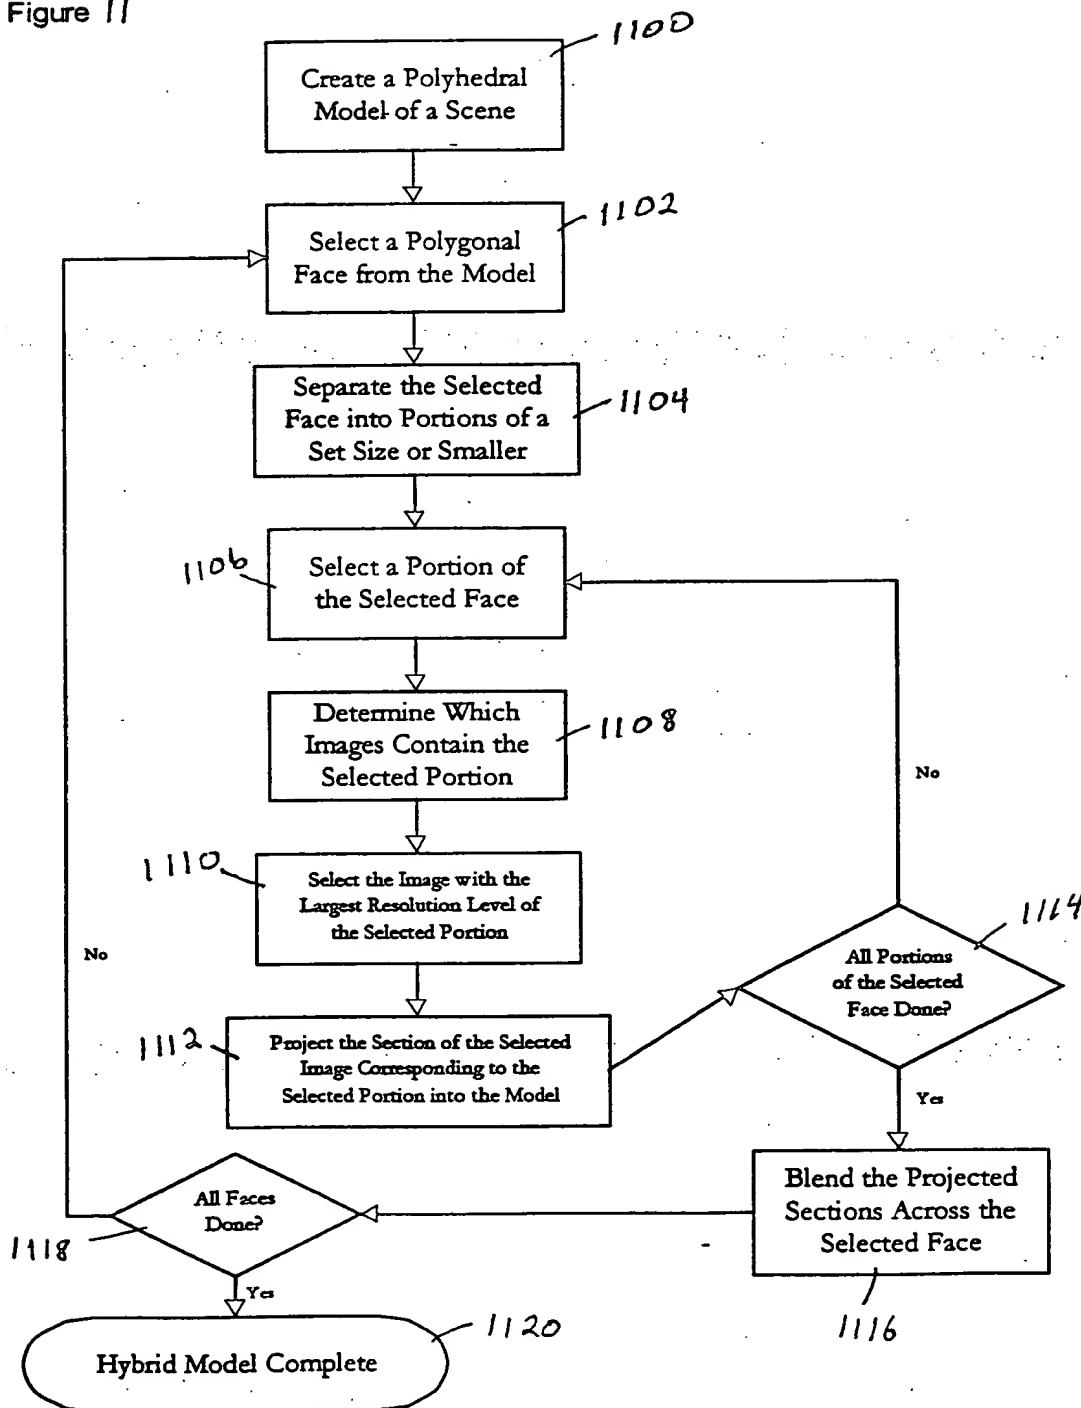 Figure 11
1100
Create a Polyhedral
Model of a Scene
1102
Select a Polygonal
Face from the Model
Separate the Selected
Face into Portions of a
Set Size or Smaller
1104
1106
Select a Portion of
the Selected Face
Determine Which
Images Contain the
Selected Portion
1108
No
1110
Select the Image with the
Largest Resolution Level of
the Selected Portion
1114
All Portions
of the Selected
Face Done?
No
1112
Project the Section of the Selected
Image Corresponding to the
Selected Portion into the Model
Yes
Blend the Projected
Sections Across the
Selected Face
1116
All Faces
Done?
1118
Yes
1120
Hybrid Model Complete